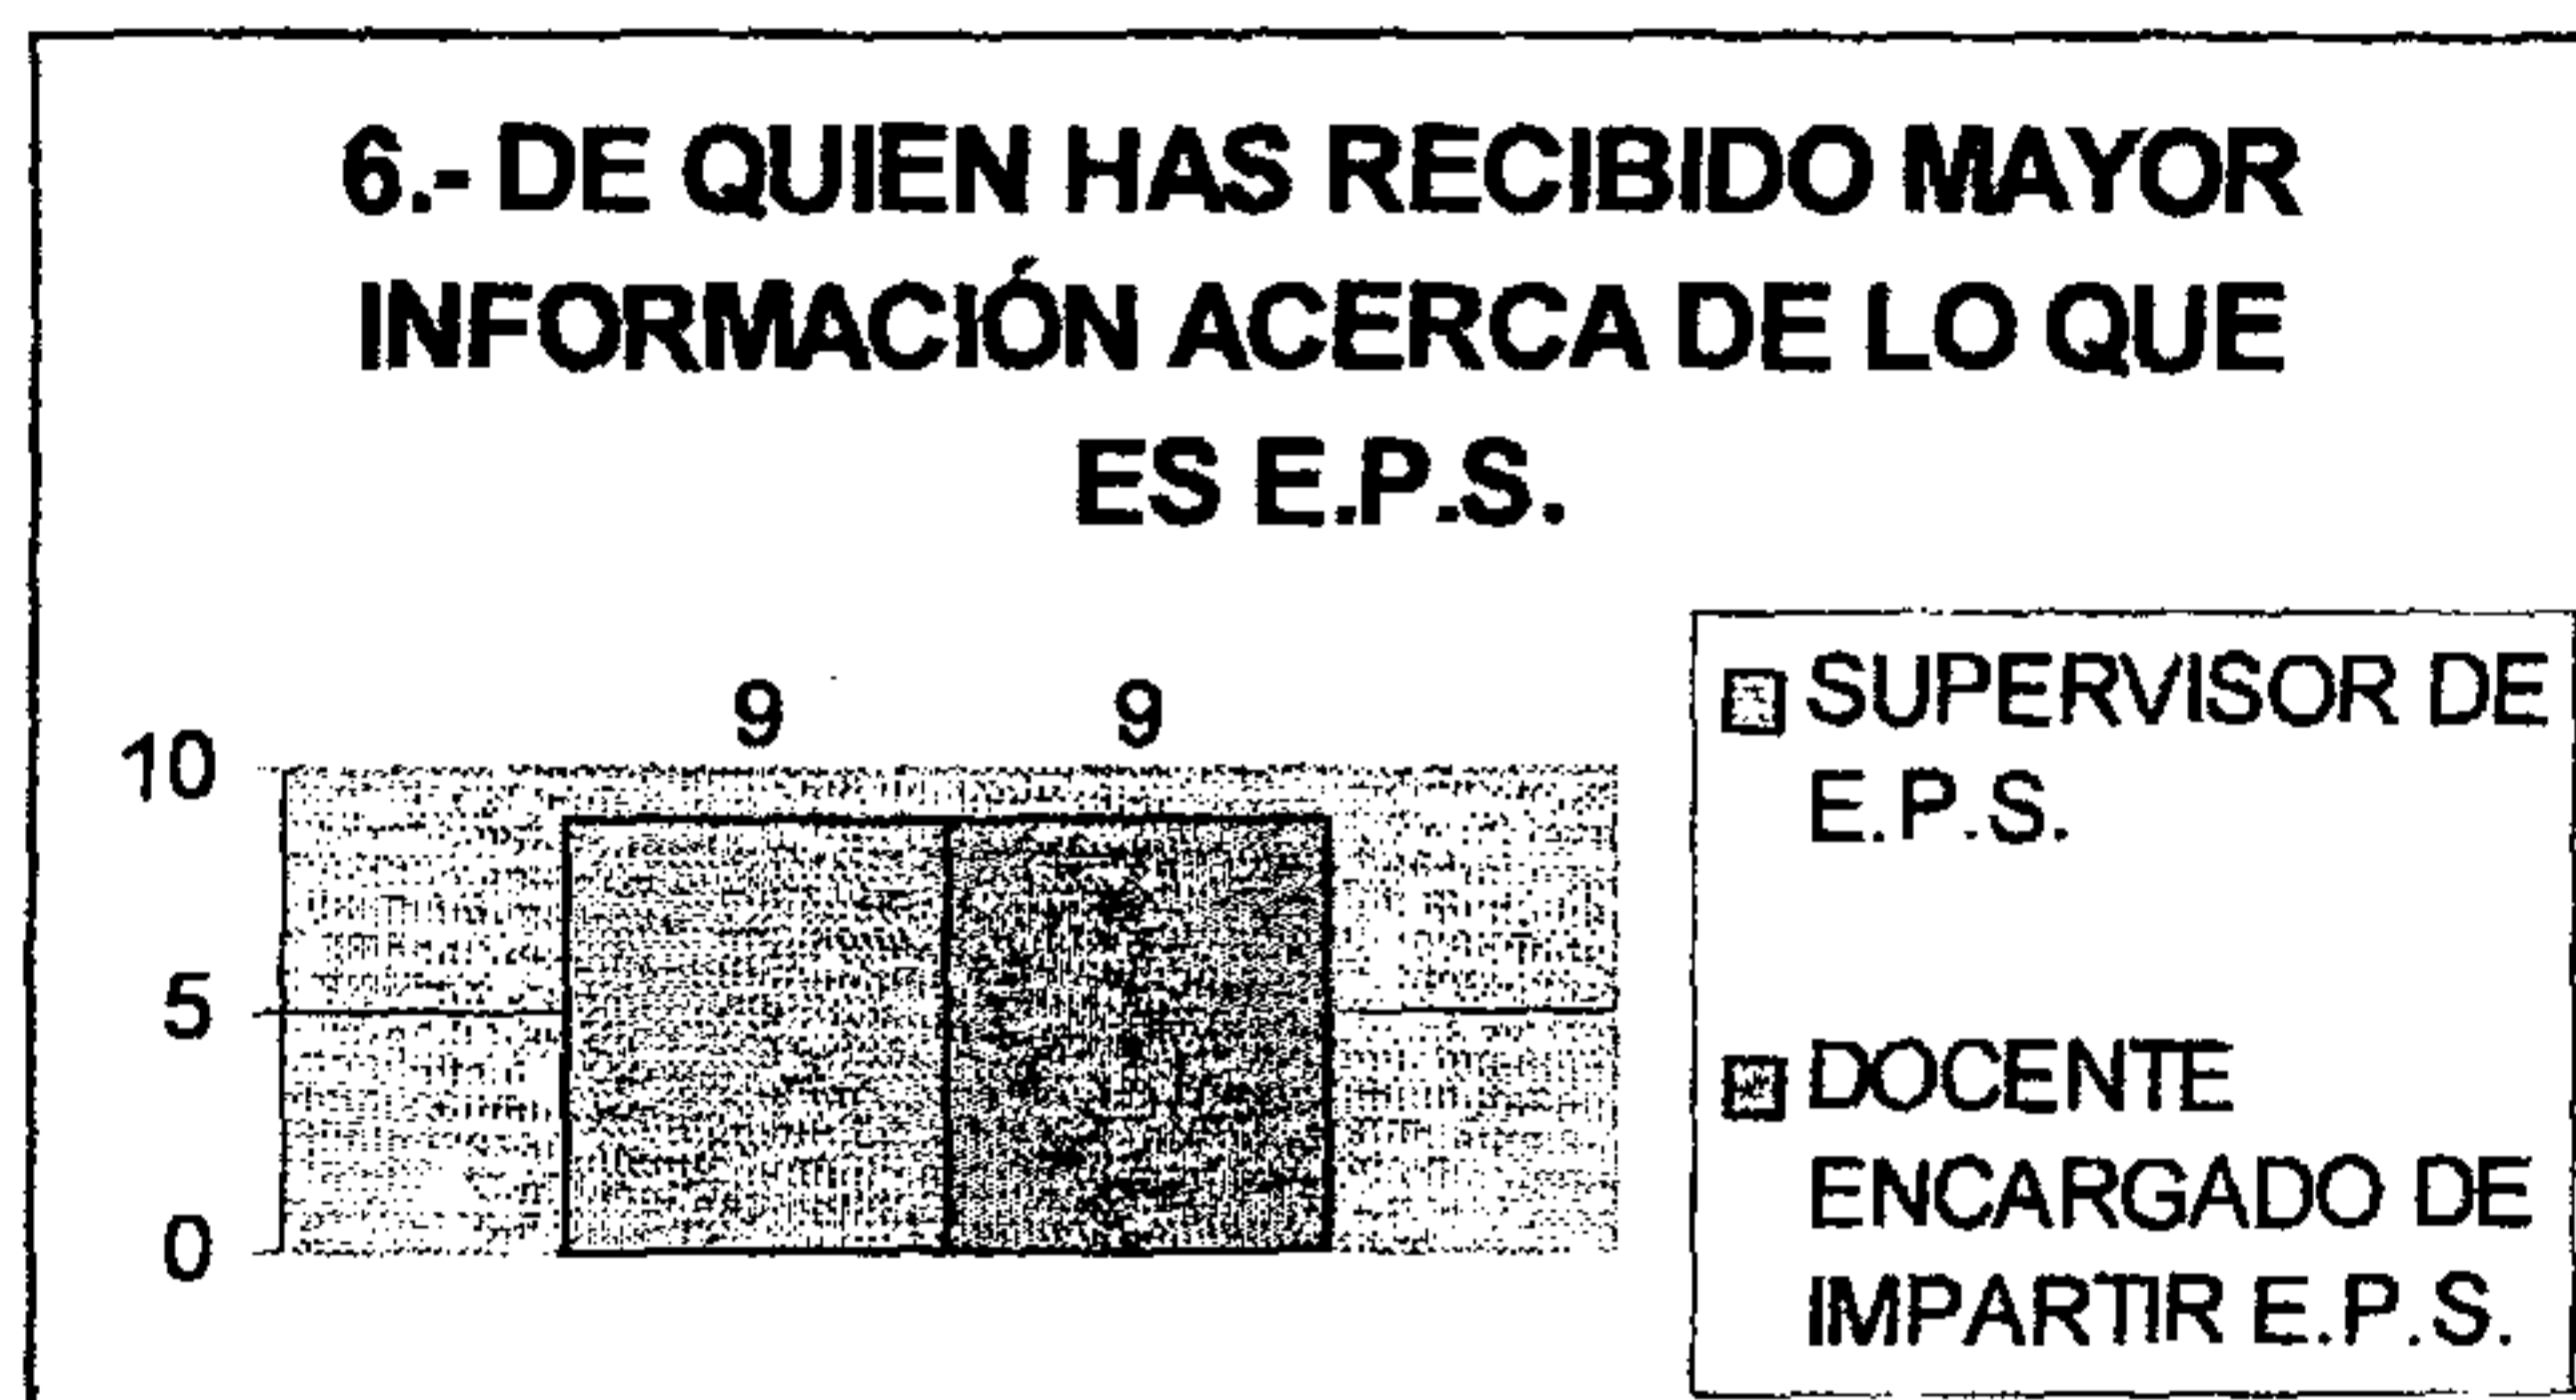 6.- DE QUIEN HAS RECIBIDO MAYOR
INFORMACIÓN ACERCA DE LO QUE
ES E.P.S.
9 9
10
5
0
SUPERVISOR DE
E.P.S.
DOCENTE
ENCARGADO DE
IMPARTIR E.P.S.